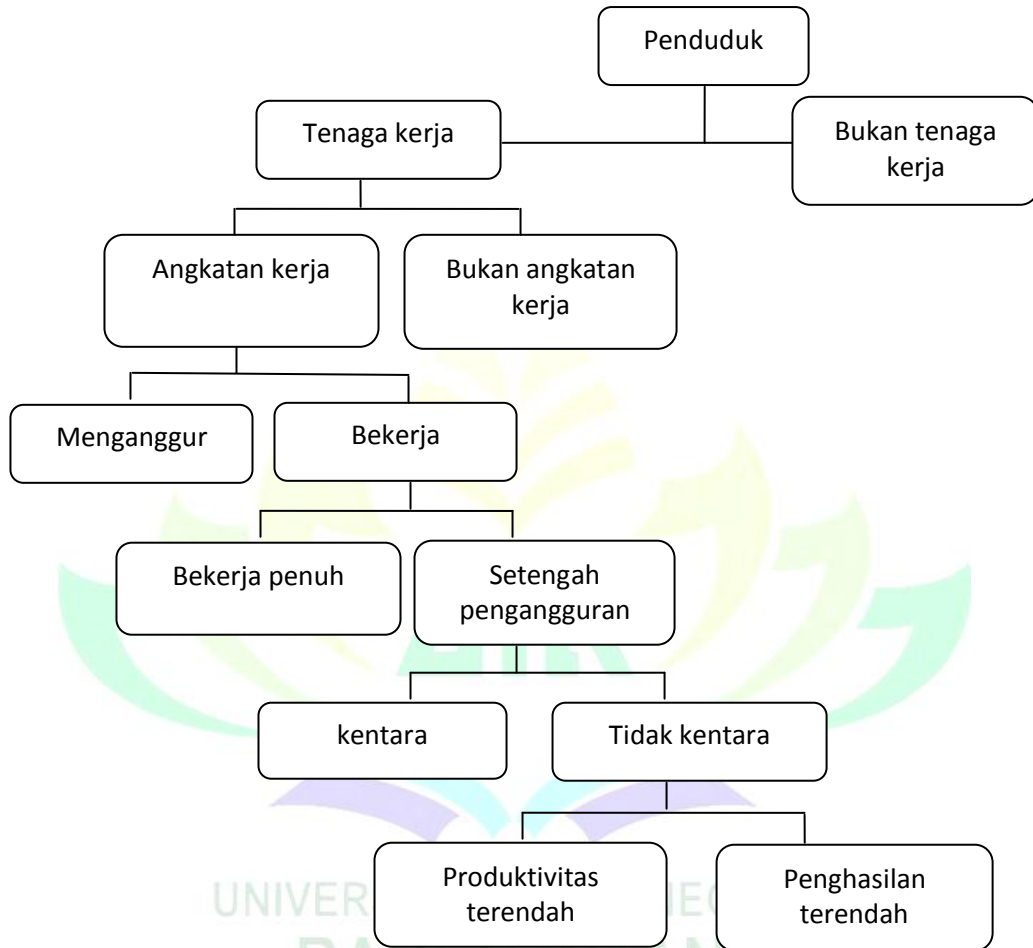 Penduduk
Tenaga kerja
Bukan tenaga
kerja
Angkatan kerja
Bukan angkatan
kerja
Menganggur
Bekerja
Bekerja penuh
Setengah
pengangguran
kentara
Tidak kentara
Produktivitas
terendah
Penghasilan
terendah